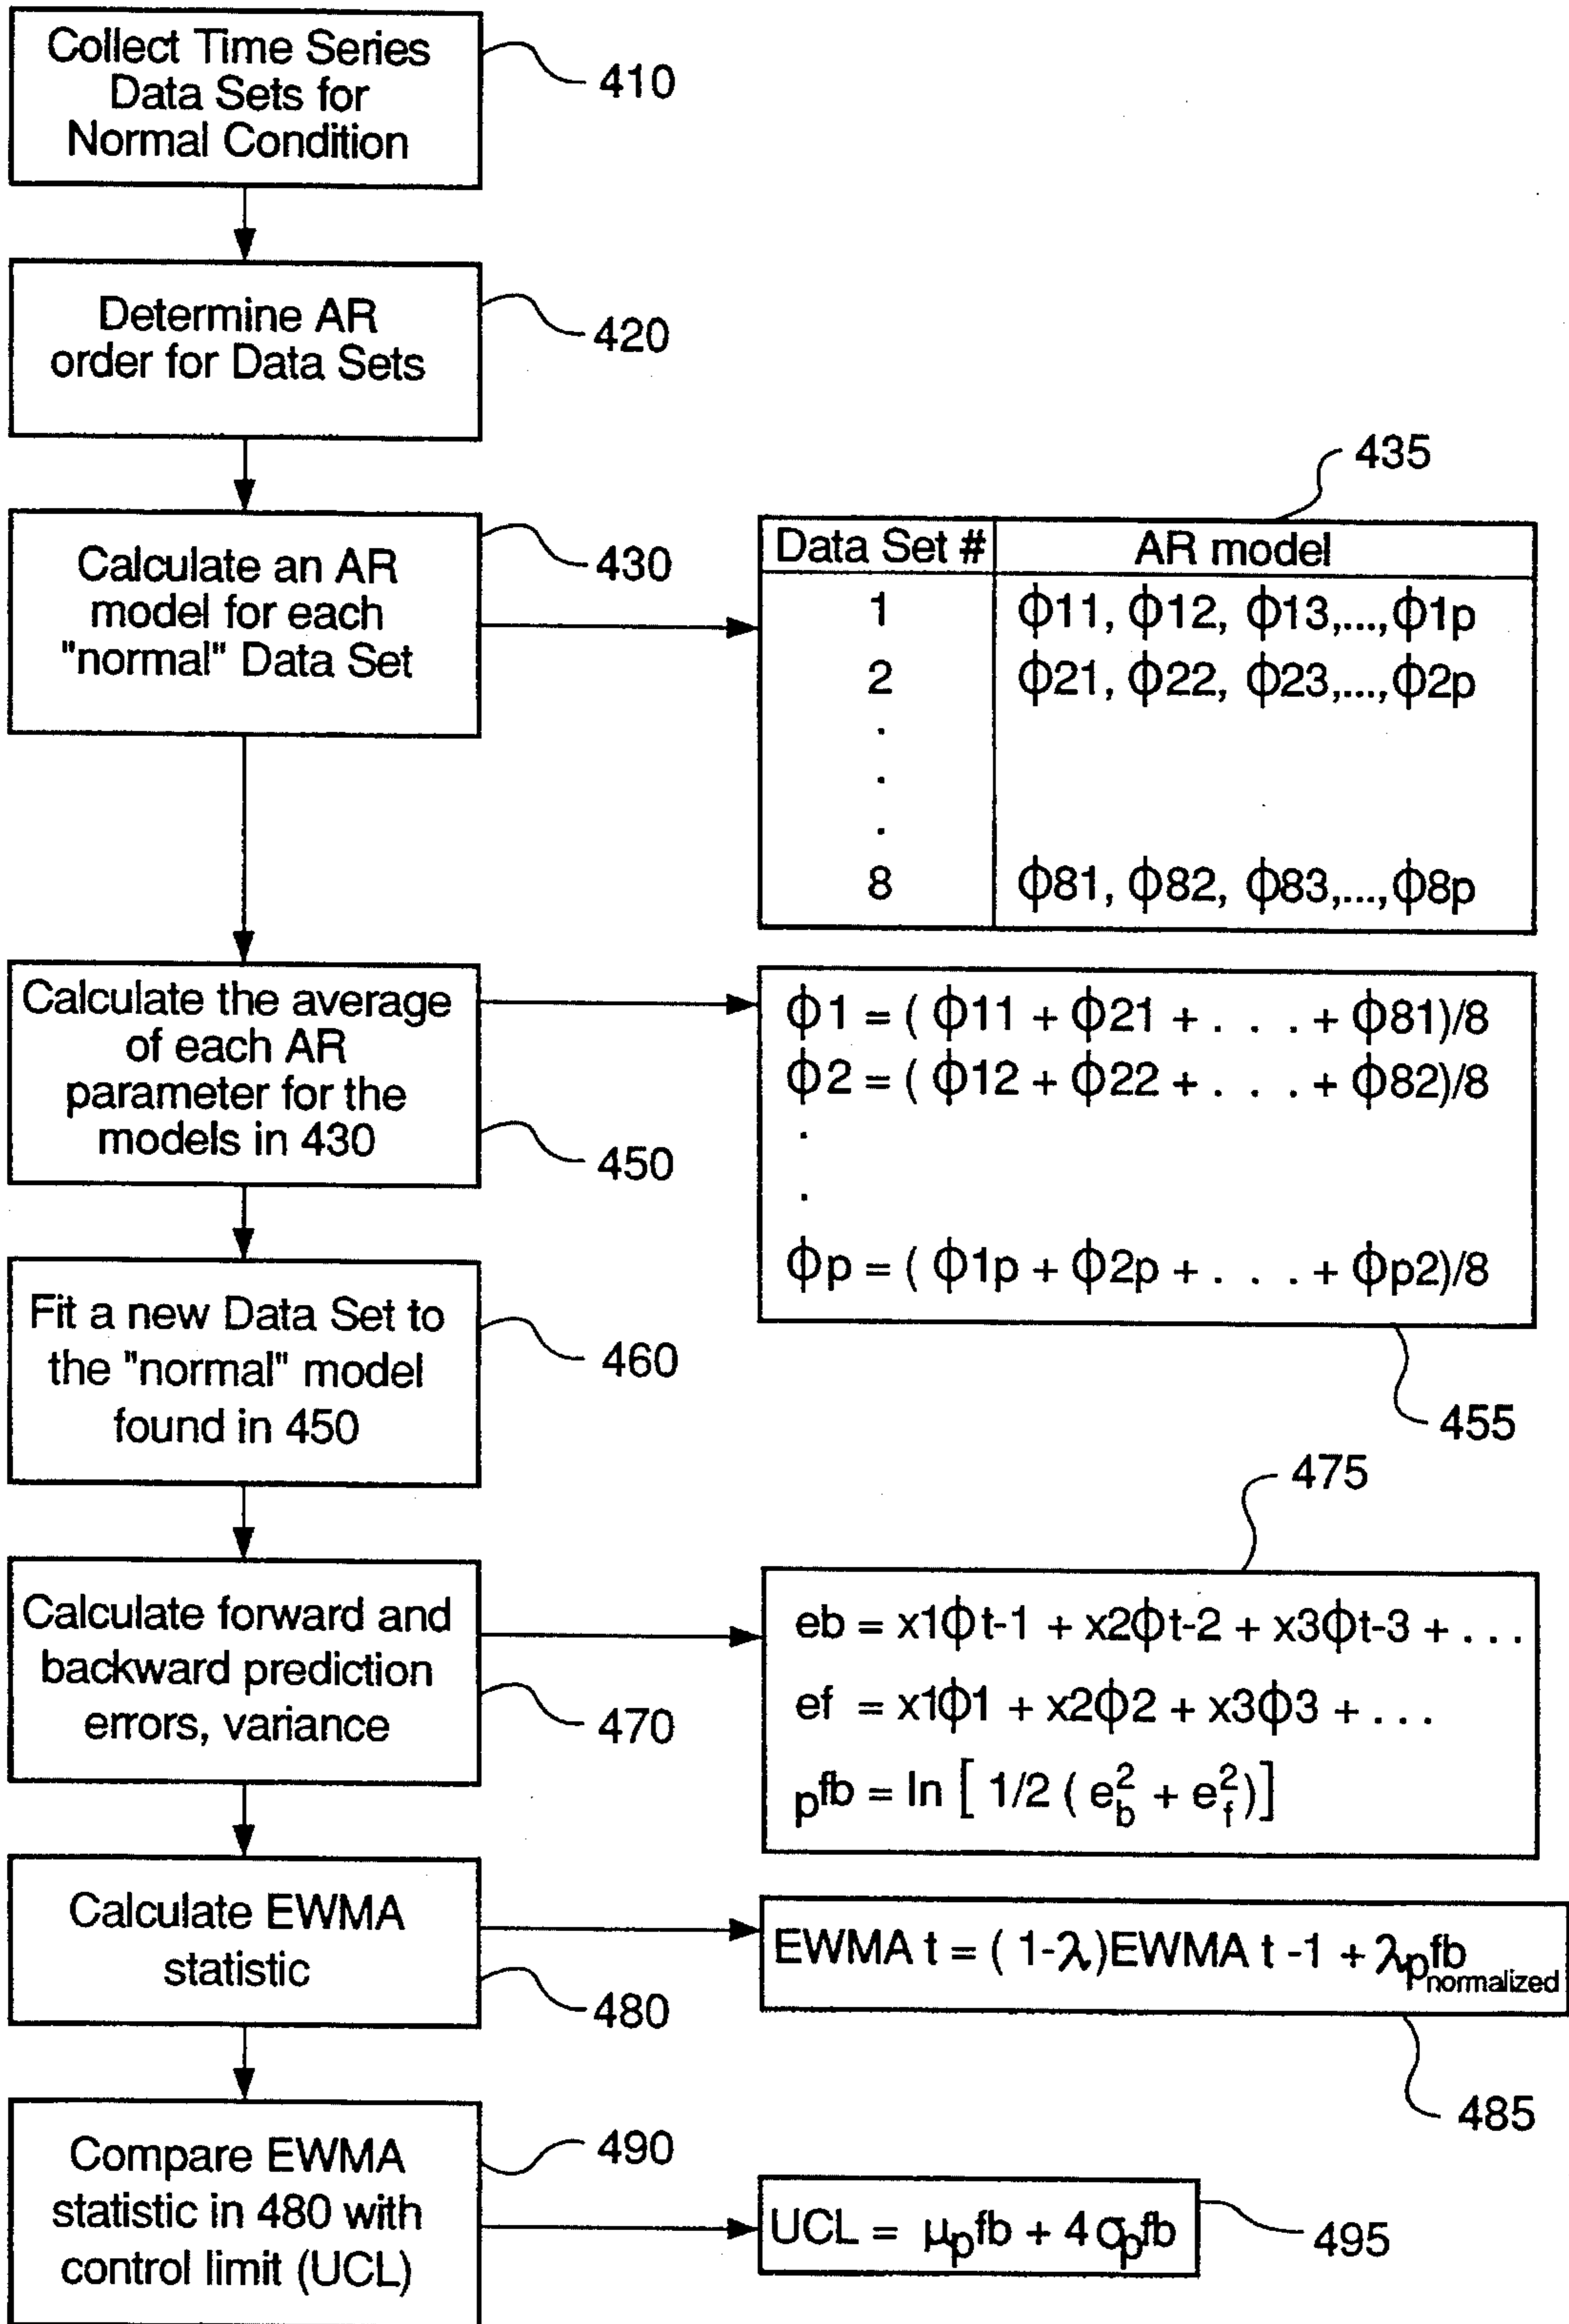 Collect Time Series
Data Sets for
Normal Condition
410
Determine AR
order for Data Sets
420
Calculate an AR
model for each
"normal" Data Set
430
435
Data Set # AR model
1 ϕ11, ϕ12, ϕ13,...,ϕ1p
2 ϕ21, ϕ22, ϕ23,...,ϕ2p
.
.
.
8 ϕ81, ϕ82, ϕ83,...,ϕ8p
Calculate the average
of each AR
parameter for the
models in 430
450
ϕ1 = ( ϕ11 + ϕ21 + . . . + ϕ81)/8
ϕ2 = ( ϕ12 + ϕ22 + . . . + ϕ82)/8
.
.
ϕp = ( ϕ1p + ϕ2p + . . . + ϕp2)/8
455
Fit a new Data Set to
the "normal" model
found in 450
460
Calculate forward and
backward prediction
errors, variance
470
475
eb = x1ϕt-1 + x2ϕt-2 + x3ϕt-3 + . . .
ef = x1ϕ1 + x2ϕ2 + x3ϕ3 + . . .
pfb = ln [ 1/2 ( e_b^2 + e_f^2)]
Calculate EWMA
statistic
480
EWMA t = ( 1-λ)EWMA t -1 + λpfb normalized
485
Compare EWMA
statistic in 480 with
control limit (UCL)
490
UCL = μpfb + 4 σpfb
495